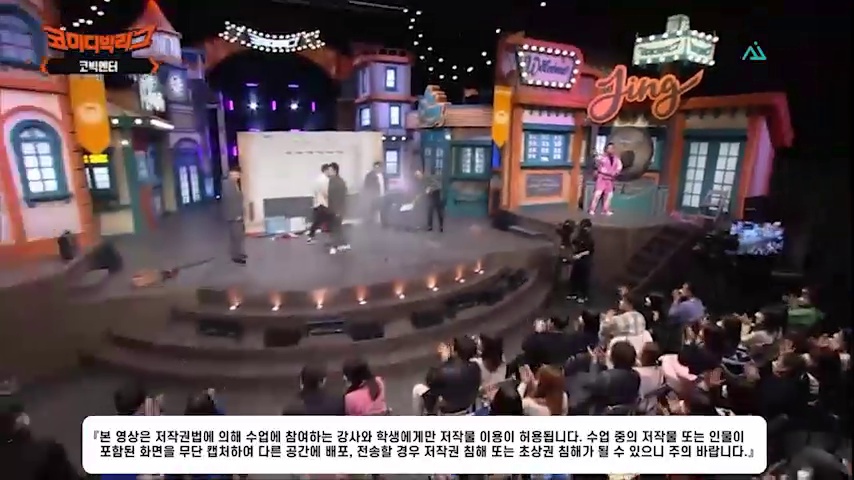 코미디빅리그
코빅엔터
Welcome
Jing
『본 영상은 저작권법에 의해 수업에 참여하는 강사와 학생에게만 저작물 이용이 허용됩니다. 수업 중의 저작물 또는 인물이
포함된 화면을 무단 캡처하여 다른 공간에 배포, 전송할 경우 저작권 침해 또는 초상권 침해가 될 수 있으니 주의 바랍니다.』